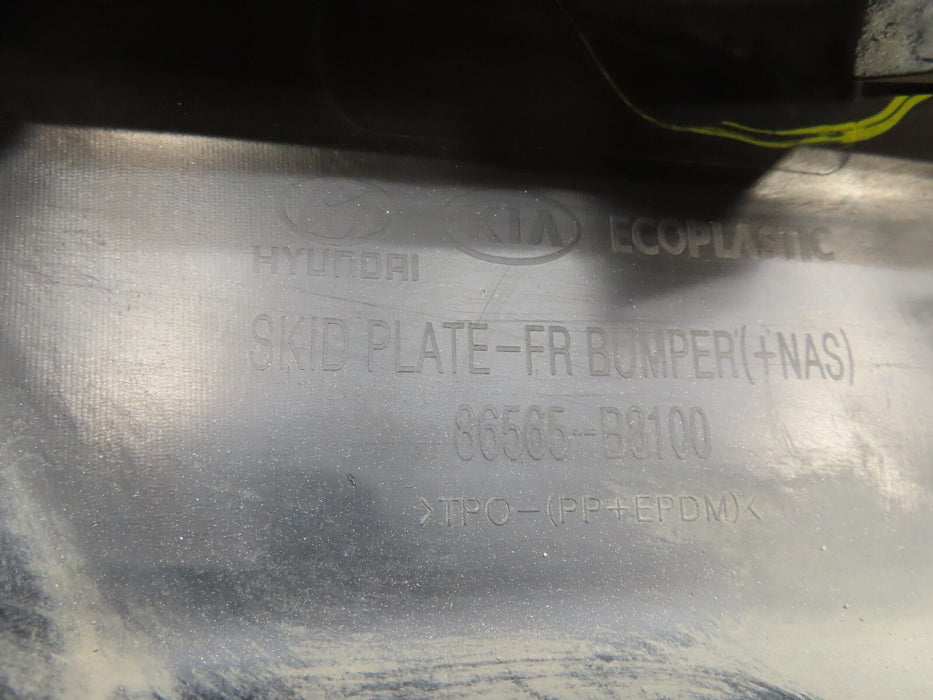 KIA ECOPLASTIC
HYUNDAI
SKID PLATE-FR BUMPER(+NAS)
86565-B8100
>TPO-(PP+EPDM)<